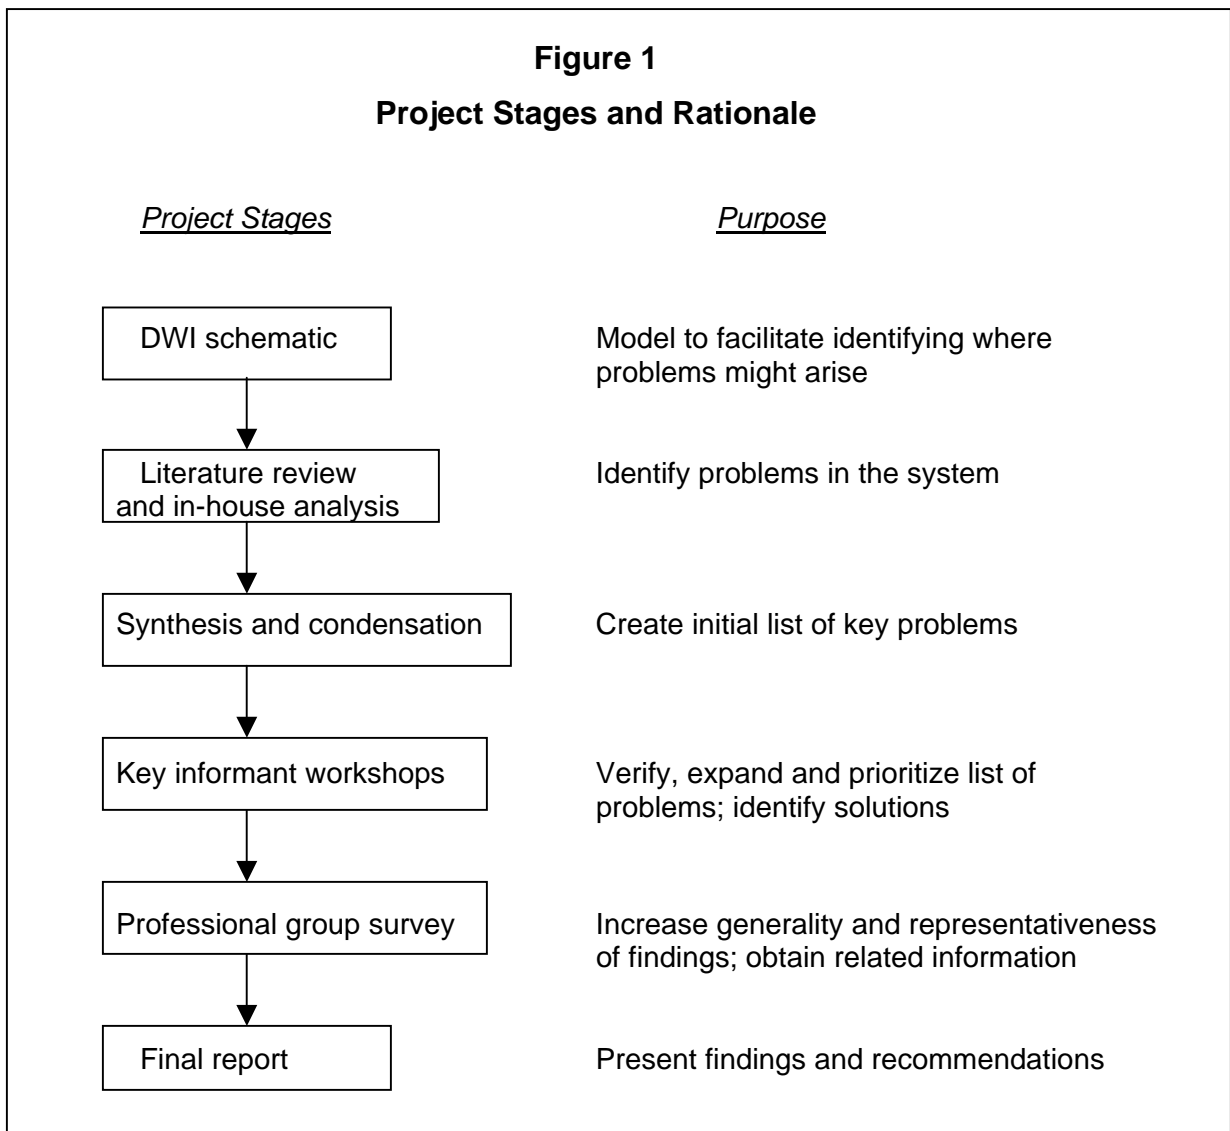 Figure 1
Project Stages and Rationale
Project Stages
Purpose
DWI schematic
Model to facilitate identifying where
problems might arise
Literature review
and in-house analysis
Identify problems in the system
Synthesis and condensation
Create initial list of key problems
Key informant workshops
Verify, expand and prioritize list of
problems; identify solutions
Professional group survey
Increase generality and representativeness
of findings; obtain related information
Final report
Present findings and recommendations